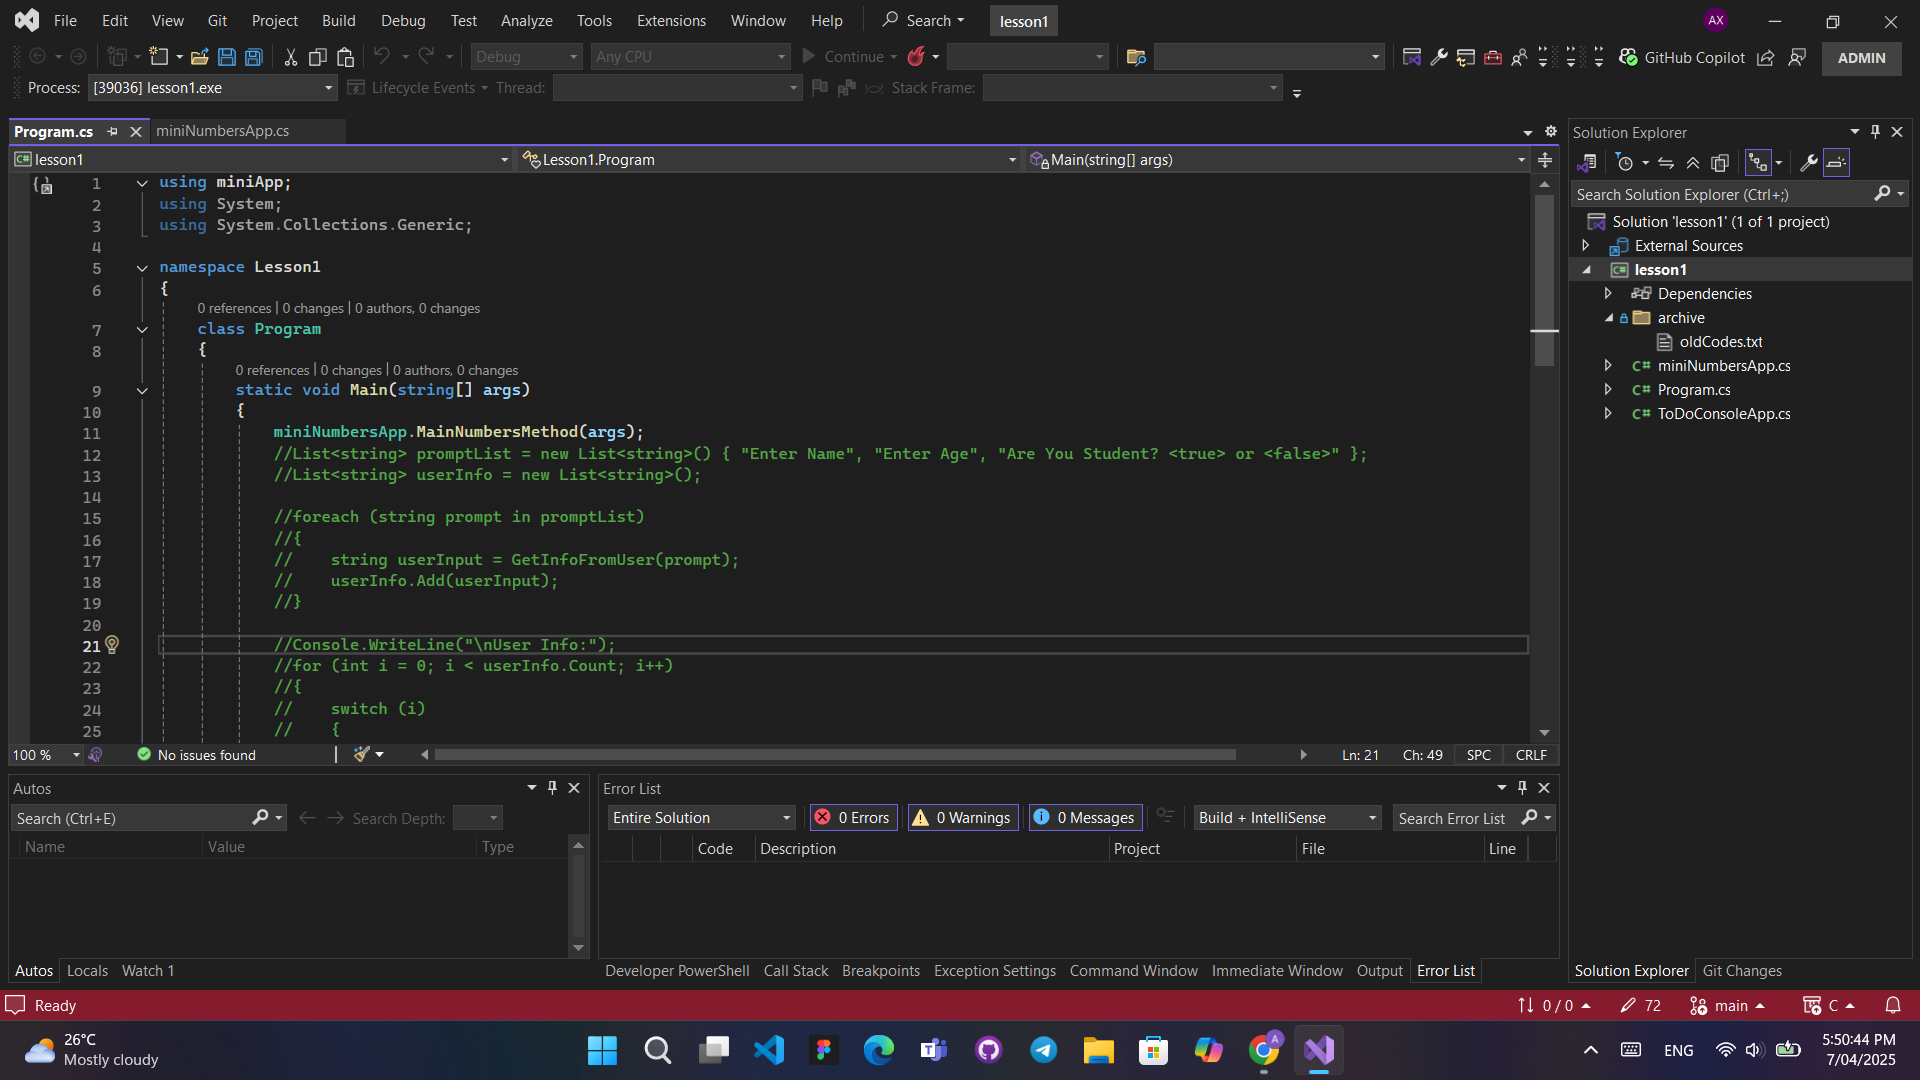 File Edit View Git Project Build Debug Test Analyze Tools Extensions Window Help Search lesson1 AX
Debug Any CPU Continue GitHub Copilot ADMIN
Process: [39036] lesson1.exe Lifecycle Events Thread: Stack Frame:
Program.cs miniNumbersApp.cs
C# lesson1 Lesson1.Program Main(string[] args)
1 using miniApp;
2 using System;
3 using System.Collections.Generic;
4
5 namespace Lesson1
6 {
0 references | 0 changes | 0 authors, 0 changes
7 class Program
8 {
0 references | 0 changes | 0 authors, 0 changes
9 static void Main(string[] args)
10 {
11 miniNumbersApp.MainNumbersMethod(args);
12 //List<string> promptList = new List<string>() { "Enter Name", "Enter Age", "Are You Student? <true> or <false>" };
13 //List<string> userInfo = new List<string>();
14
15 //foreach (string prompt in promptList)
16 //{
17 // string userInput = GetInfoFromUser(prompt);
18 // userInfo.Add(userInput);
19 //}
20
21 //Console.WriteLine("\nUser Info:");
22 //for (int i = 0; i < userInfo.Count; i++)
23 //{
24 // switch (i)
25 // {
100 % No issues found Ln: 21 Ch: 49 SPC CRLF
Solution Explorer
Search Solution Explorer (Ctrl+;)
Solution 'lesson1' (1 of 1 project)
External Sources
C# lesson1
Dependencies
archive
oldCodes.txt
C# miniNumbersApp.cs
C# Program.cs
C# ToDoConsoleApp.cs
Autos
Search (Ctrl+E) Search Depth:
Name Value Type
Autos Locals Watch 1
Error List
Entire Solution 0 Errors 0 Warnings 0 Messages Build + IntelliSense Search Error List
Code Description Project File Line
Developer PowerShell Call Stack Breakpoints Exception Settings Command Window Immediate Window Output Error List
Solution Explorer Git Changes
Ready 0 / 0 72 main C
26°C
Mostly cloudy
A
ENG
5:50:44 PM
7/04/2025